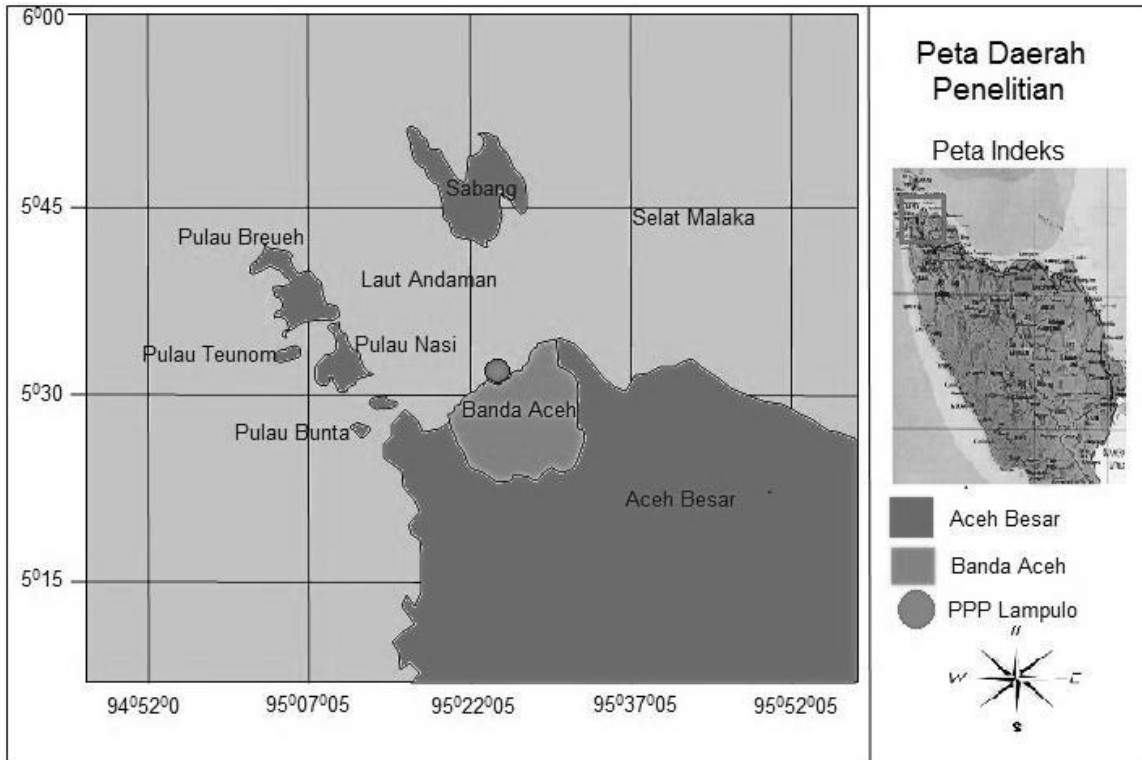 6⁰00
5⁰45
5⁰30
5⁰15
94⁰52⁰0
95⁰07⁰05
95⁰22⁰05
95⁰37⁰05
95⁰52⁰05
Sabang
Selat Malaka
Pulau Breueh
Laut Andaman
Pulau Nasi
Pulau Teunom
Banda Aceh
Pulau Bunta
Aceh Besar
Peta Daerah
Penelitian
Peta Indeks
Aceh Besar
Banda Aceh
PPP Lampulo
N
W E
S